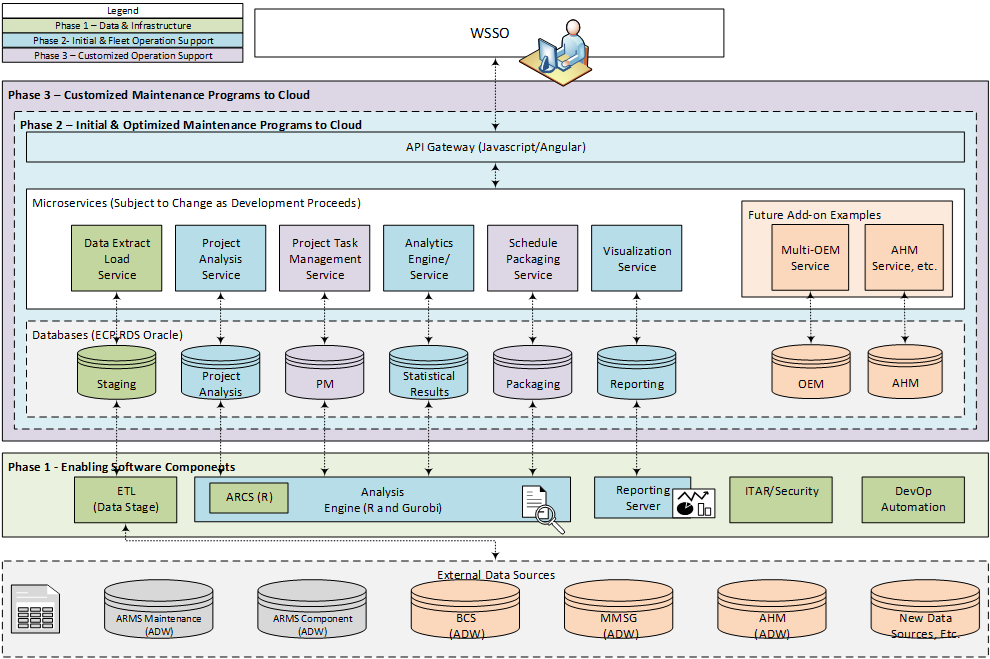 Legend
Phase 1 – Data & Infrastructure
Phase 2- Initial & Fleet Operation Support
Phase 3 – Customized Operation Support
WSSO
Phase 3 – Customized Maintenance Programs to Cloud
Phase 2 – Initial & Optimized Maintenance Programs to Cloud
API Gateway (Javascript/Angular)
Microservices (Subject to Change as Development Proceeds)
Future Add-on Examples
Data Extract
Load
Service
Project
Analysis
Service
Project Task
Management
Service
Analytics
Engine/
Service
Schedule
Packaging
Service
Visualization
Service
Multi-OEM
Service
AHM
Service, etc.
Databases (ECP RDS Oracle)
Staging
Project
Analysis
PM
Statistical
Results
Packaging
Reporting
OEM
AHM
Phase 1 - Enabling Software Components
ETL
(Data Stage)
ARCS (R)
Analysis
Engine (R and Gurobi)
Reporting
Server
ITAR/Security
DevOp
Automation
External Data Sources
ARMS Maintenance
(ADW)
ARMS Component
(ADW)
BCS
(ADW)
MMSG
(ADW)
AHM
(ADW)
New Data
Sources, Etc.